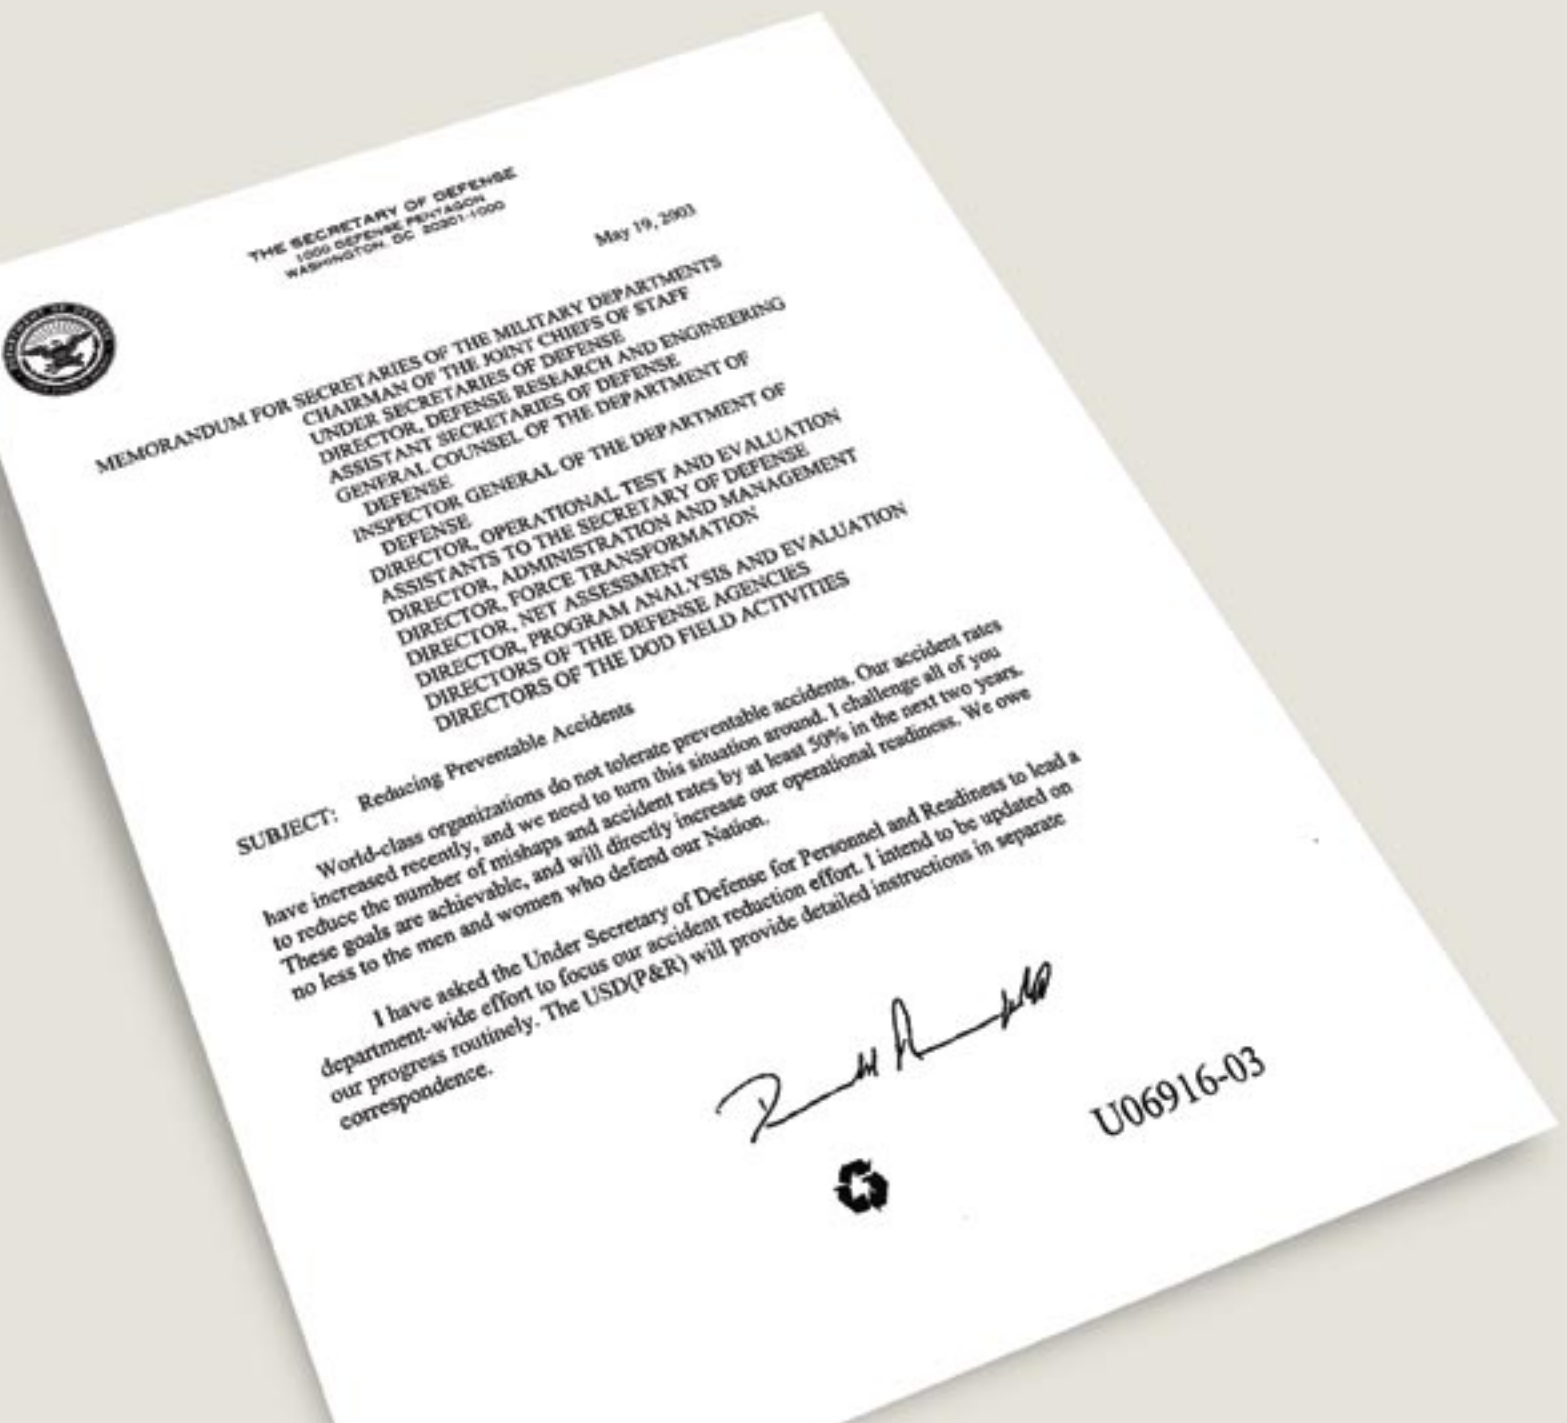 THE SECRETARY OF DEFENSE
1000 DEFENSE PENTAGON
WASHINGTON, DC 20301-1000
May 19, 2003
MEMORANDUM FOR SECRETARIES OF THE MILITARY DEPARTMENTS
CHAIRMAN OF THE JOINT CHIEFS OF STAFF
UNDER SECRETARIES OF DEFENSE
DIRECTOR, DEFENSE RESEARCH AND ENGINEERING
ASSISTANT SECRETARIES OF DEFENSE
GENERAL COUNSEL OF THE DEPARTMENT OF
DEFENSE
INSPECTOR GENERAL OF THE DEPARTMENT OF
DEFENSE
DIRECTOR, OPERATIONAL TEST AND EVALUATION
ASSISTANTS TO THE SECRETARY OF DEFENSE
DIRECTOR, ADMINISTRATION AND MANAGEMENT
DIRECTOR, FORCE TRANSFORMATION
DIRECTOR, NET ASSESSMENT
DIRECTOR, PROGRAM ANALYSIS AND EVALUATION
DIRECTORS OF THE DEFENSE AGENCIES
DIRECTORS OF THE DOD FIELD ACTIVITIES
SUBJECT: Reducing Preventable Accidents
World-class organizations do not tolerate preventable accidents. Our accident rates
have increased recently, and we need to turn this situation around. I challenge all of you
to reduce the number of mishaps and accident rates by at least 50% in the next two years.
These goals are achievable, and will directly increase our operational readiness. We owe
no less to the men and women who defend our Nation.
I have asked the Under Secretary of Defense for Personnel and Readiness to lead a
department-wide effort to focus our accident reduction effort. I intend to be updated on
our progress routinely. The USD(P&R) will provide detailed instructions in separate
correspondence.
U06916-03